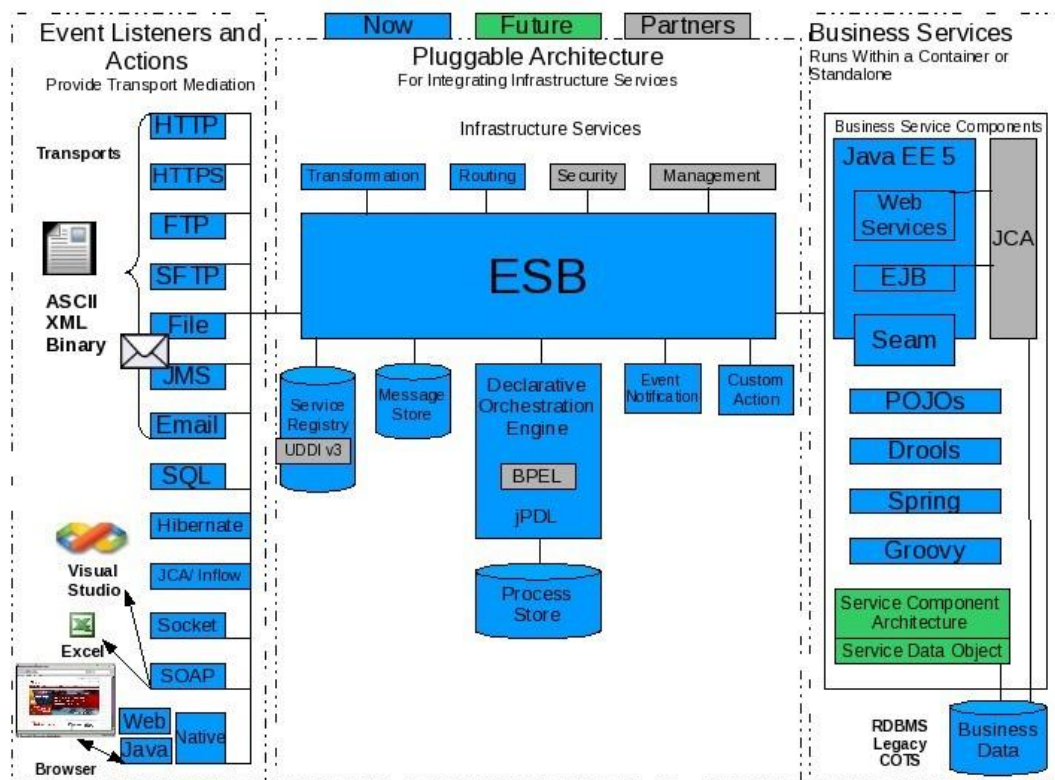 Now
Future
Partners
Event Listeners and
Actions
Provide Transport Mediation
Transports
HTTP
HTTPS
FTP
SFTP
File
JMS
Email
SQL
Hibernate
JCA/ Inflow
Socket
SOAP
Web
Java
Native
ASCII
XML
Binary
Visual
Studio
Excel
Browser
Pluggable Architecture
For Integrating Infrastructure Services
Infrastructure Services
Transformation
Routing
Security
Management
ESB
Service
Registry
UDDI v3
Message
Store
Declarative
Orchestration
Engine
BPEL
jPDL
Process
Store
Event
Notification
Custom
Action
Business Services
Runs Within a Container or
Standalone
Business Service Components
Java EE 5
Web
Services
EJB
Seam
JCA
POJOs
Drools
Spring
Groovy
Service Component
Architecture
Service Data Object
RDBMS
Legacy
COTS
Business
Data